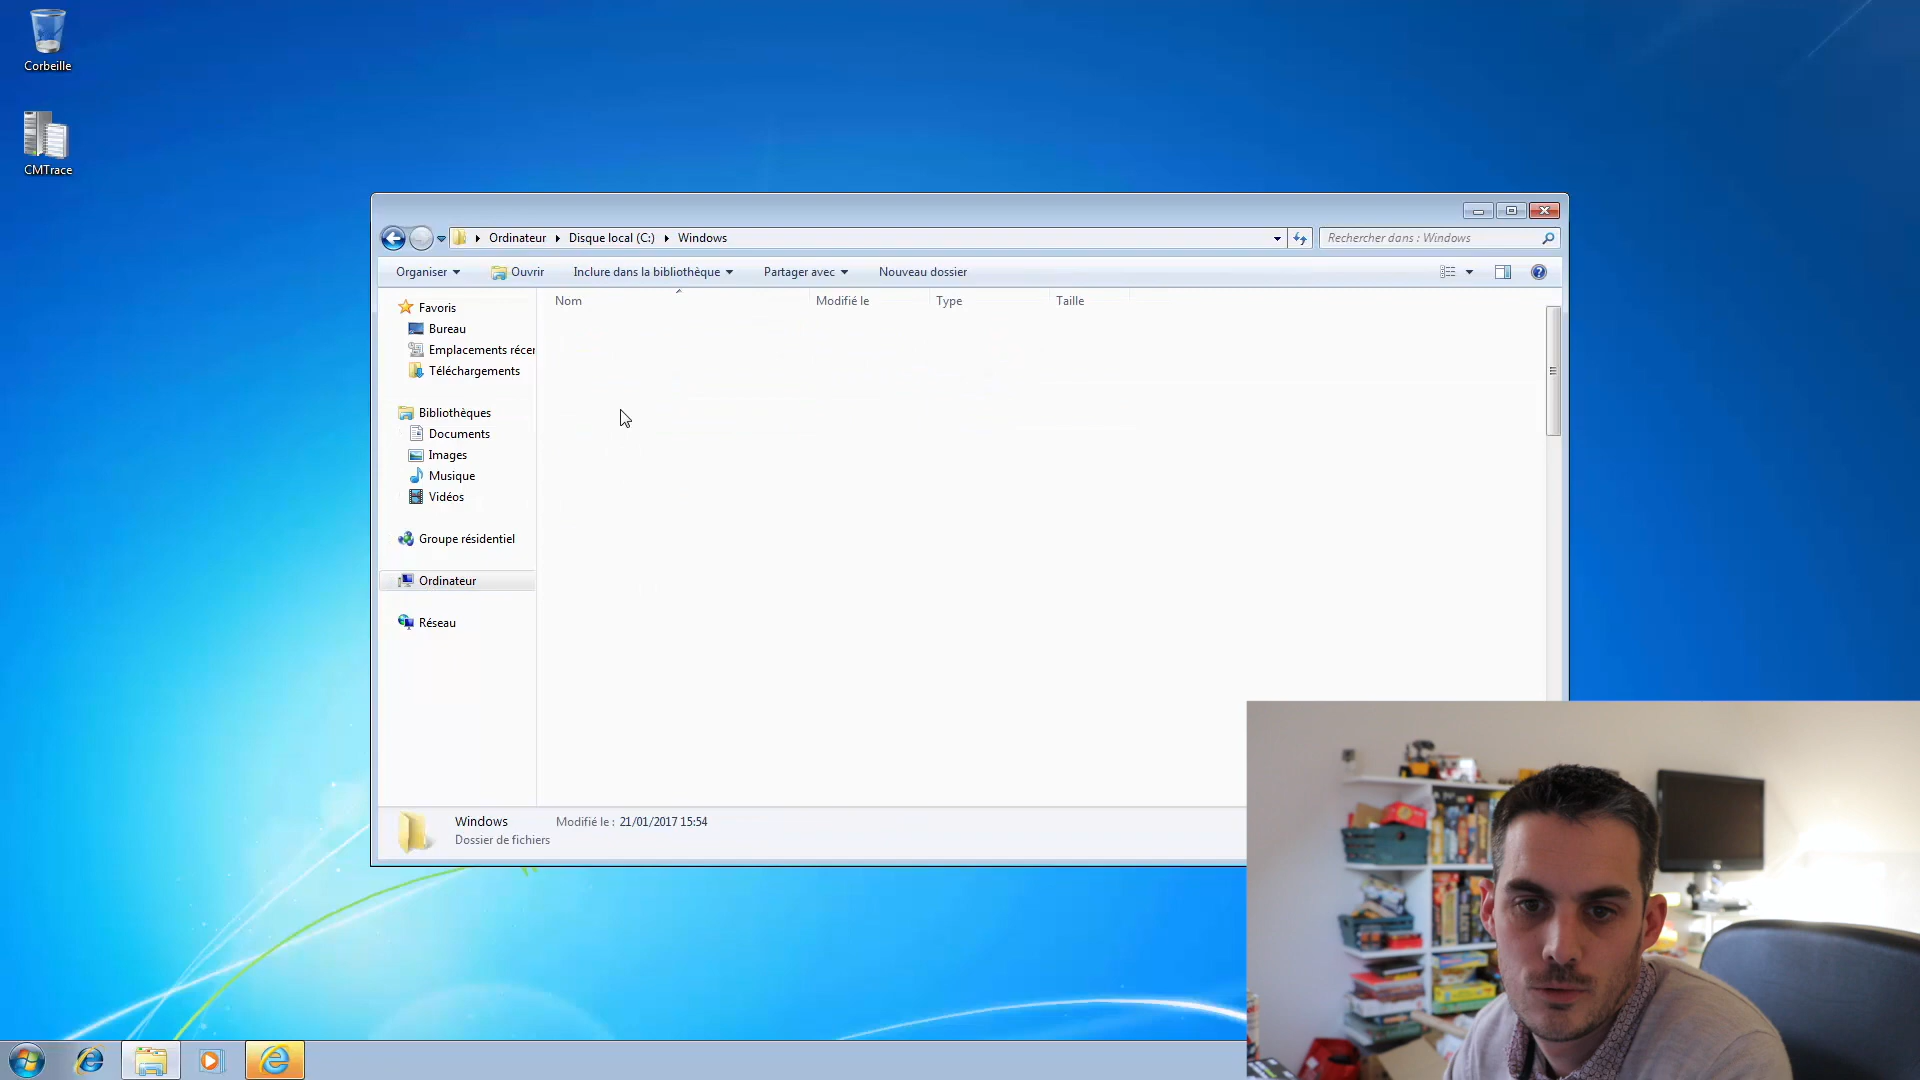 Corbeille
CMTrace
Ordinateur
Disque local (C:)
Windows
Rechercher dans : Windows
Organiser
Ouvrir
Inclure dans la bibliothèque
Partager avec
Nouveau dossier
Nom
Modifié le
Type
Taille
Favoris
Bureau
Emplacements récer
Téléchargements
Bibliothèques
Documents
Images
Musique
Vidéos
Groupe résidentiel
Ordinateur
Réseau
Windows
Modifié le : 21/01/2017 15:54
Dossier de fichiers